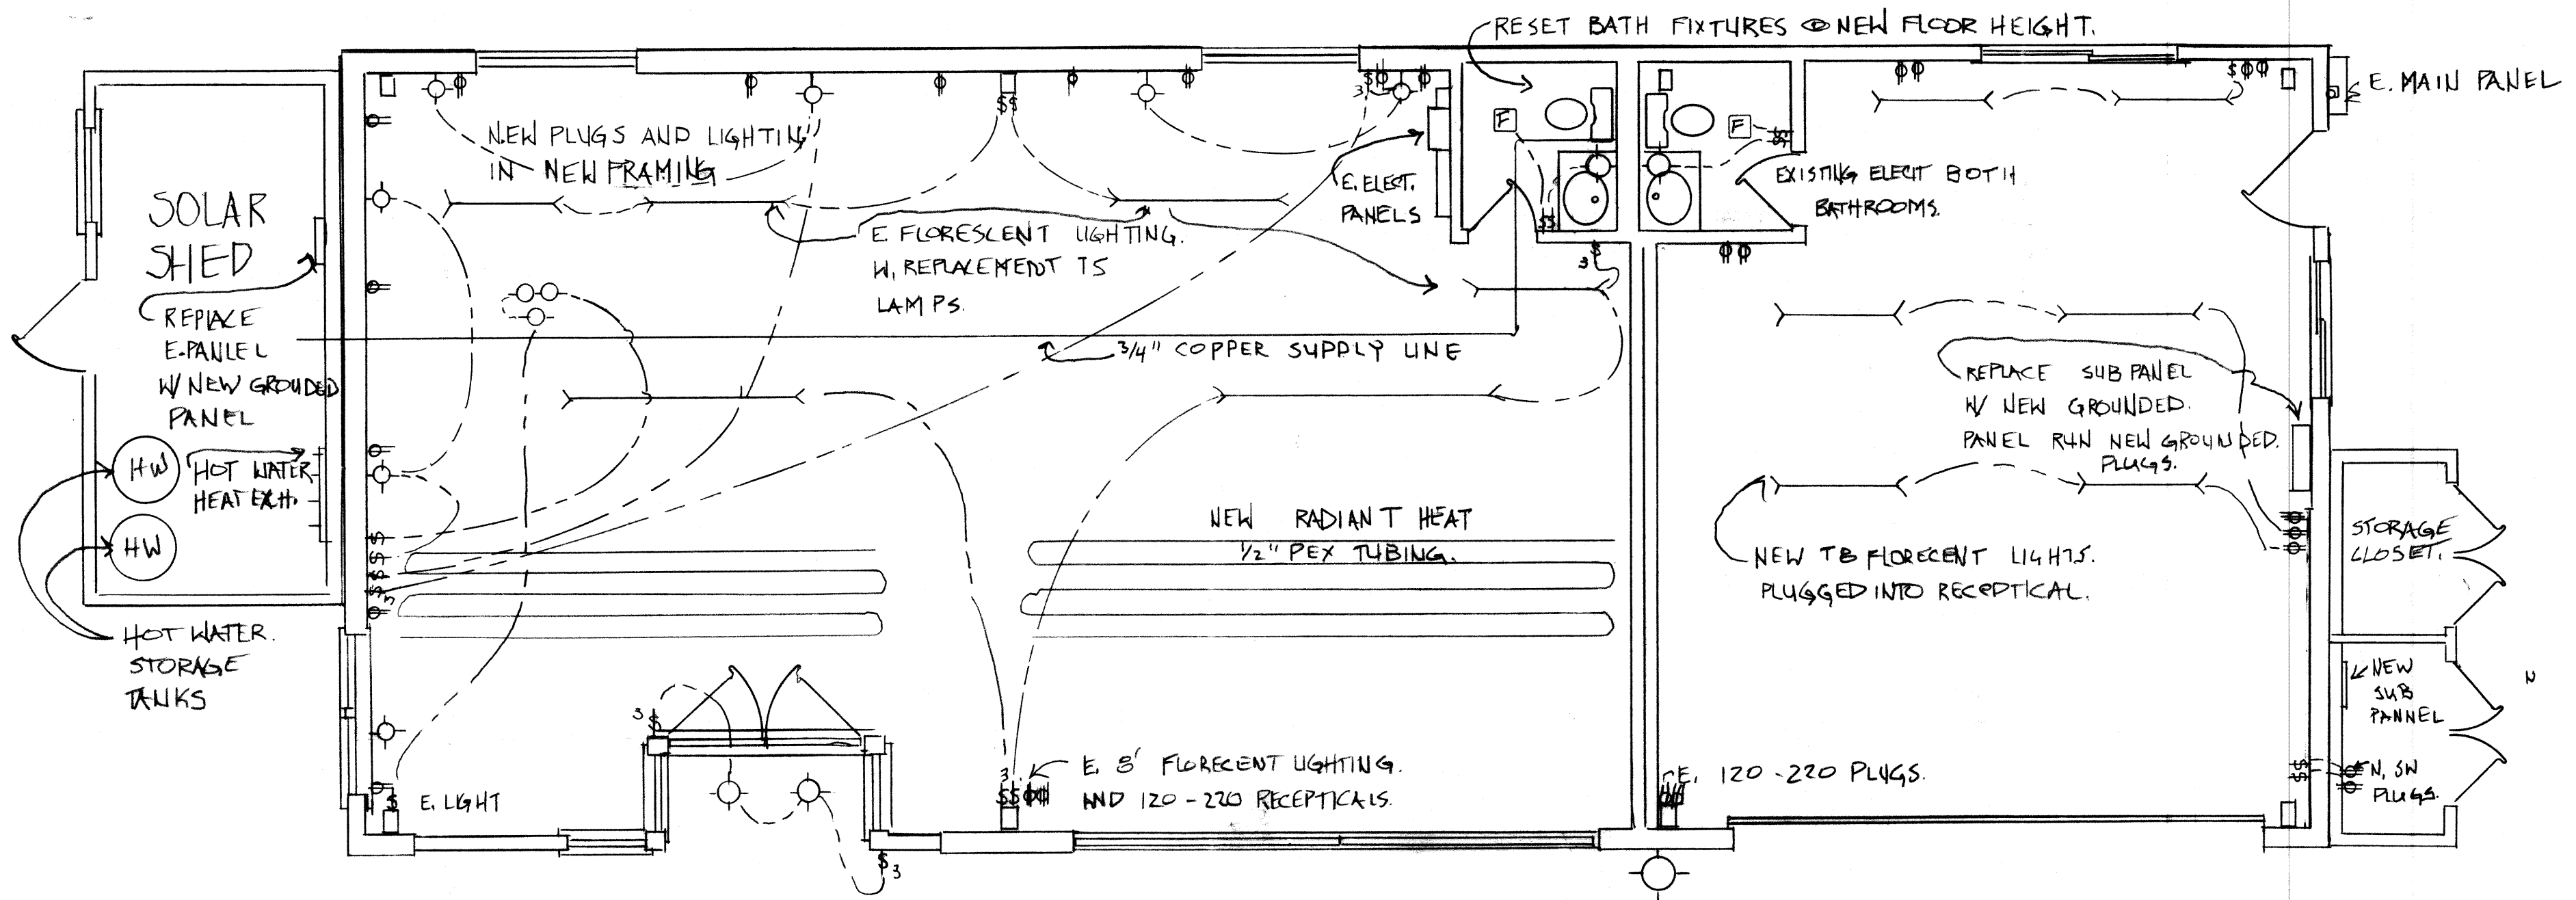 RESET BATH FIXTURES @ NEW FLOOR HEIGHT.
E. MAIN PANEL
NEW PLUGS AND LIGHTING
IN NEW FRAMING
SOLAR
SHED
REPLACE
E-PANLEL
W/ NEW GROUNDED
PANEL
HW
HOT WATER
HEAT EXH.
HW
HOT WATER.
STORAGE
TANKS
E. FLORESCENT LIGHTING.
W, REPLACEMENT T5
LAMPS.
E. ELECT.
PANELS
F
F
EXISTING ELECT BOTH
BATHROOMS.
3/4" COPPER SUPPLY LINE
REPLACE SUB PANEL
W/ NEW GROUNDED.
PANEL RUN NEW GROUNDED.
PLUGS.
NEW RADIANT HEAT
1/2" PEX TUBING.
NEW T8 FLORECENT LIGHTS.
PLUGGED INTO RECEPTICAL.
STORAGE
CLOSET.
NEW
SUB
PANNEL
N. SW
PLUGS.
E. LIGHT
E. 8' FLORECENT LIGHTING.
AND 120-220 RECEPTICALS.
E. 120-220 PLUGS.
$ 3
3 $
N